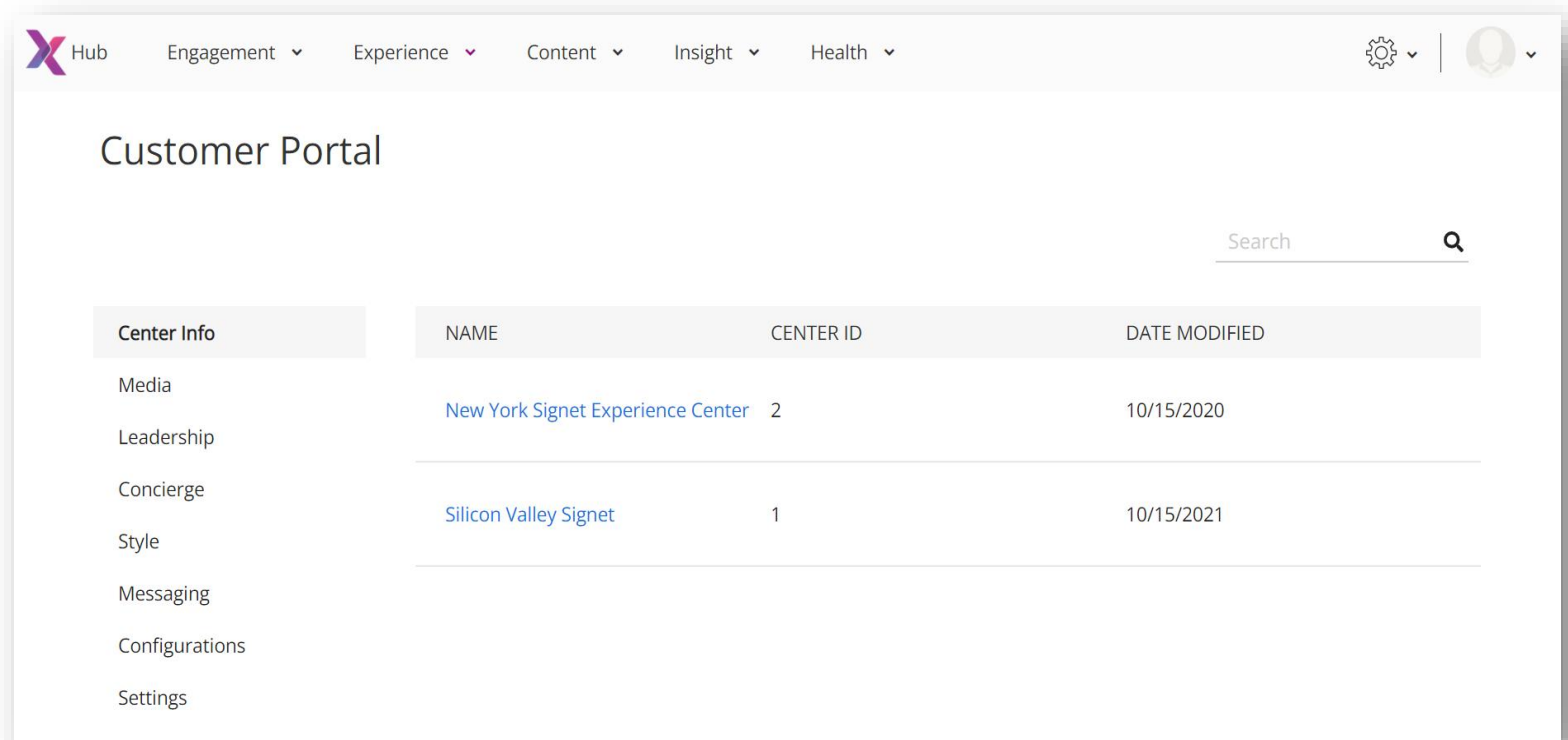 X Hub Engagement Experience Content Insight Health
Customer Portal
Search
Center Info
Media
Leadership
Concierge
Style
Messaging
Configurations
Settings
NAME CENTER ID DATE MODIFIED
New York Signet Experience Center 2 10/15/2020
Silicon Valley Signet 1 10/15/2021